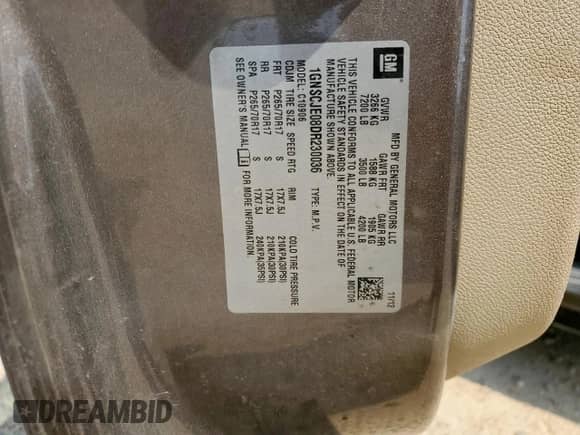 GM
MFD BY GENERAL MOTORS LLC 11/12
GVWR GAWR FRT GAWR RR
3266 KG 1588 KG 1905 KG
7200 LB 3500 LB 4200 LB
THIS VEHICLE CONFORMS TO ALL APPLICABLE U.S. FEDERAL MOTOR
VEHICLE SAFETY STANDARDS IN EFFECT ON THE DATE OF
MANUFACTURE SHOWN ABOVE.
1GNSCJE08DR230036 TYPE: M.P.V.
MODEL: C10906
CDJM TIRE SIZE SPEED RTG RIM COLD TIRE PRESSURE
FRT P265/70R17 S 17X7.5J 210KPA(30PSI)
RR P265/70R17 S 17X7.5J 210KPA(30PSI)
SPA P265/70R17 S 17X7.5J 240KPA(35PSI)
SEE OWNER'S MANUAL FOR MORE INFORMATION.
DREAMBID